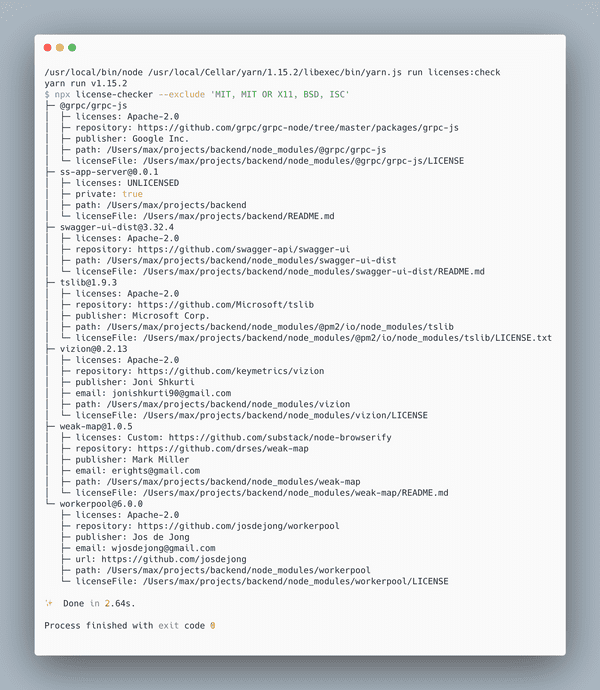 /usr/local/bin/node /usr/local/Cellar/yarn/1.15.2/libexec/bin/yarn.js run licenses:check
yarn run v1.15.2
$ npx license-checker --exclude 'MIT, MIT OR X11, BSD, ISC'
├─ @grpc/grpc-js
│  ├─ licenses: Apache-2.0
│  ├─ repository: https://github.com/grpc/grpc-node/tree/master/packages/grpc-js
│  ├─ publisher: Google Inc.
│  ├─ path: /Users/max/projects/backend/node_modules/@grpc/grpc-js
│  └─ licenseFile: /Users/max/projects/backend/node_modules/@grpc/grpc-js/LICENSE
├─ ss-app-server@0.0.1
│  ├─ licenses: UNLICENSED
│  ├─ private: true
│  ├─ path: /Users/max/projects/backend
│  └─ licenseFile: /Users/max/projects/backend/README.md
├─ swagger-ui-dist@3.32.4
│  ├─ licenses: Apache-2.0
│  ├─ repository: https://github.com/swagger-api/swagger-ui
│  ├─ path: /Users/max/projects/backend/node_modules/swagger-ui-dist
│  └─ licenseFile: /Users/max/projects/backend/node_modules/swagger-ui-dist/README.md
├─ tslib@1.9.3
│  ├─ licenses: Apache-2.0
│  ├─ repository: https://github.com/Microsoft/tslib
│  ├─ publisher: Microsoft Corp.
│  ├─ path: /Users/max/projects/backend/node_modules/@pm2/io/node_modules/tslib
│  └─ licenseFile: /Users/max/projects/backend/node_modules/@pm2/io/node_modules/tslib/LICENSE.txt
├─ vizion@0.2.13
│  ├─ licenses: Apache-2.0
│  ├─ repository: https://github.com/keymetrics/vizion
│  ├─ publisher: Joni Shkurti
│  ├─ email: jonishkurti90@gmail.com
│  ├─ path: /Users/max/projects/backend/node_modules/vizion
│  └─ licenseFile: /Users/max/projects/backend/node_modules/vizion/LICENSE
├─ weak-map@1.0.5
│  ├─ licenses: Custom: https://github.com/substack/node-browserify
│  ├─ repository: https://github.com/drses/weak-map
│  ├─ publisher: Mark Miller
│  ├─ email: erights@gmail.com
│  ├─ path: /Users/max/projects/backend/node_modules/weak-map
│  └─ licenseFile: /Users/max/projects/backend/node_modules/weak-map/README.md
└─ workerpool@6.0.0
   ├─ licenses: Apache-2.0
   ├─ repository: https://github.com/josdejong/workerpool
   ├─ publisher: Jos de Jong
   ├─ email: wjosdejong@gmail.com
   ├─ url: https://github.com/josdejong
   ├─ path: /Users/max/projects/backend/node_modules/workerpool
   └─ licenseFile: /Users/max/projects/backend/node_modules/workerpool/LICENSE
✨  Done in 2.64s.
Process finished with exit code 0